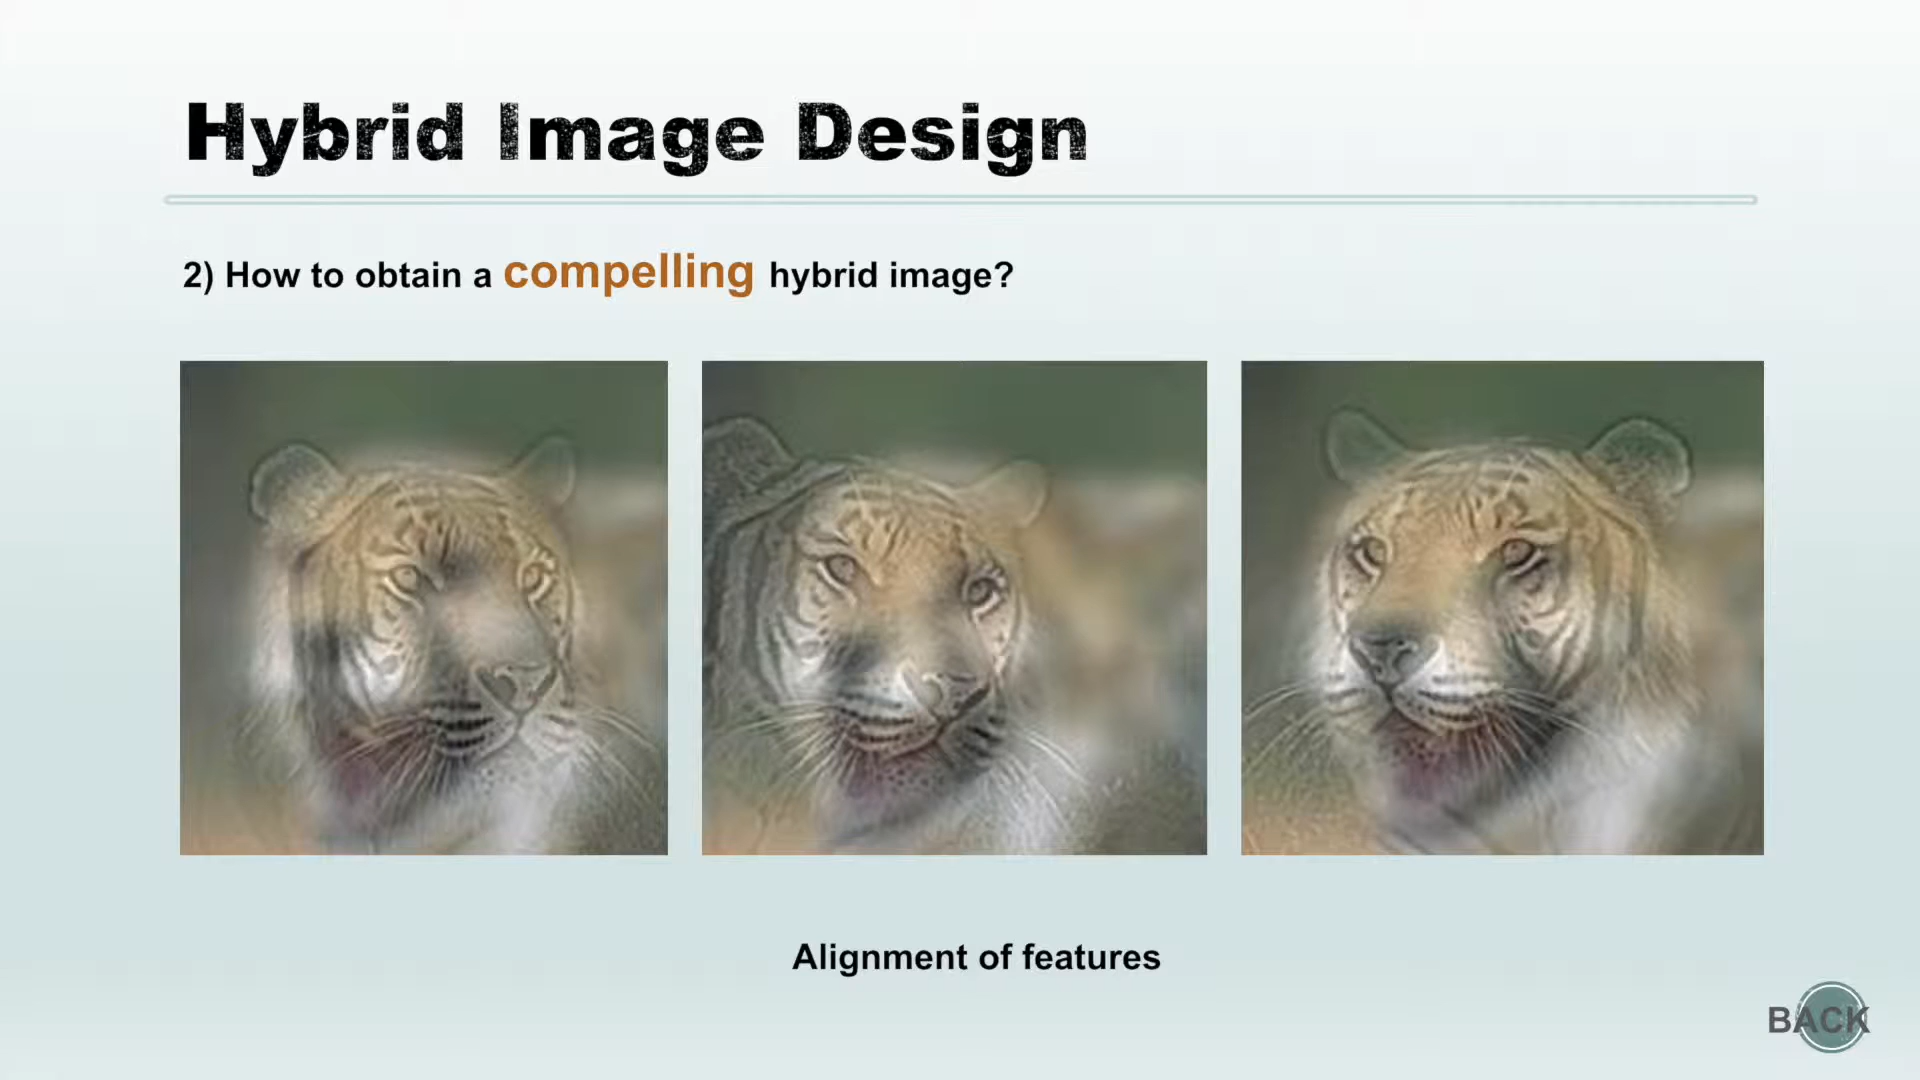 Hybrid Image Design
2) How to obtain a compelling hybrid image?
Alignment of features
BACK